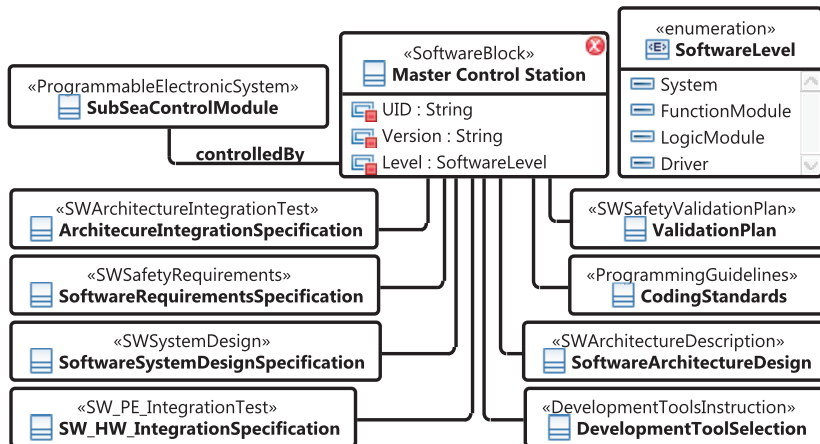 «ProgrammableElectronicSystem»
SubSeaControlModule
controlledBy
«SoftwareBlock»
Master Control Station
UID : String
Version : String
Level : SoftwareLevel
«enumeration»
<E> SoftwareLevel
System
FunctionModule
LogicModule
Driver
«SWArchitectureIntegrationTest»
ArchitecureIntegrationSpecification
«SWSafetyRequirements»
SoftwareRequirementsSpecification
«SWSystemDesign»
SoftwareSystemDesignSpecification
«SW_PE_IntegrationTest»
SW_HW_IntegrationSpecification
«SWSafetyValidationPlan»
ValidationPlan
«ProgrammingGuidelines»
CodingStandards
«SWArchitectureDescription»
SoftwareArchitectureDesign
«DevelopmentToolsInstruction»
DevelopmentToolSelection